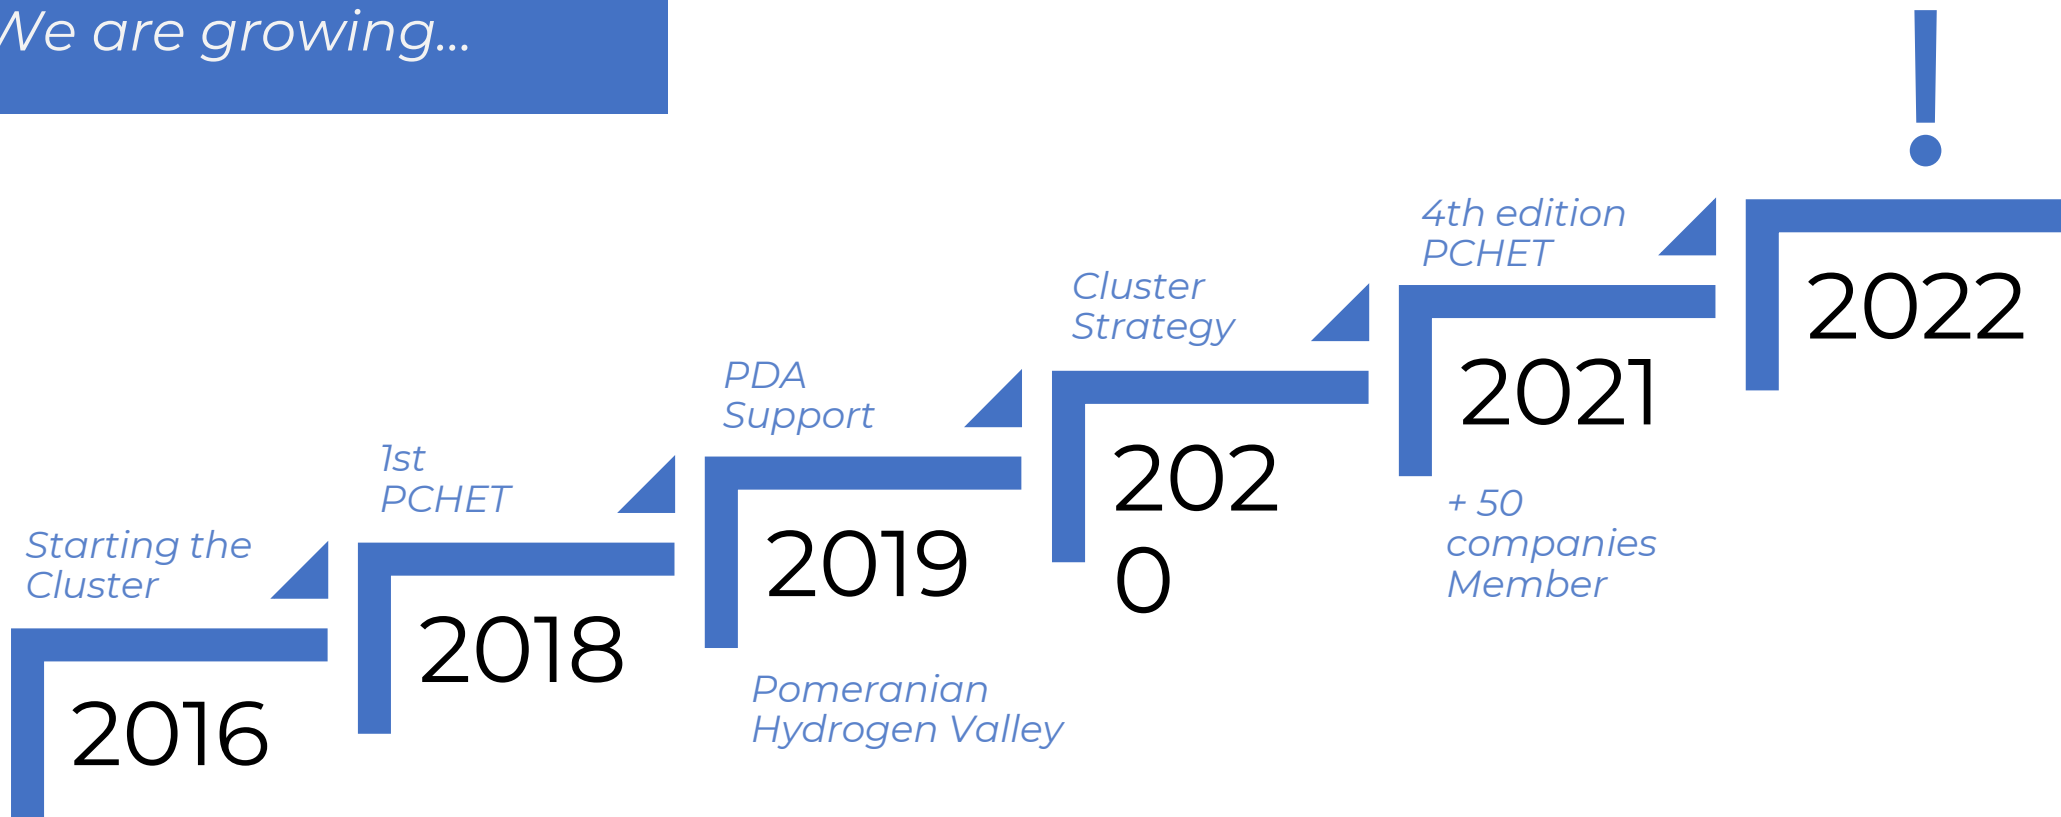 We are growing...
!
4th edition
PCHET
2022
Cluster
Strategy
2021
+ 50
companies
Member
PDA
Support
202
0
1st
PCHET
2019
Pomeranian
Hydrogen Valley
Starting the
Cluster
2018
2016